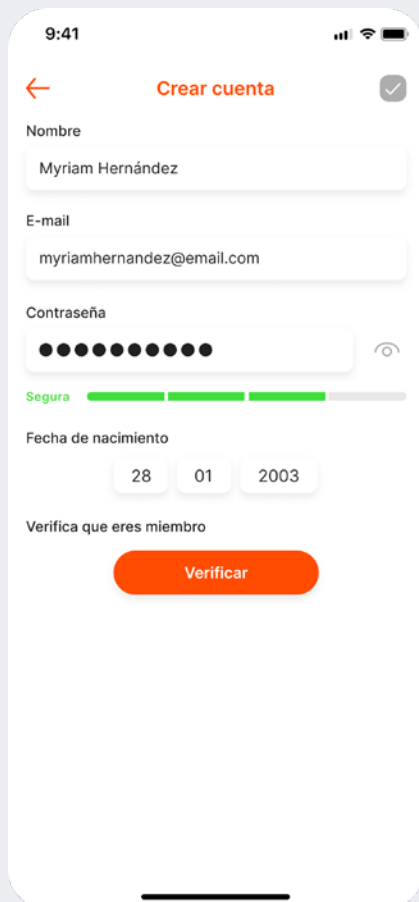 9:41
Crear cuenta
Nombre
Myriam Hernández
E-mail
myriamhernandez@email.com
Contraseña
●●●●●●●●●●
Segura
Fecha de nacimiento
28 01 2003
Verifica que eres miembro
Verificar